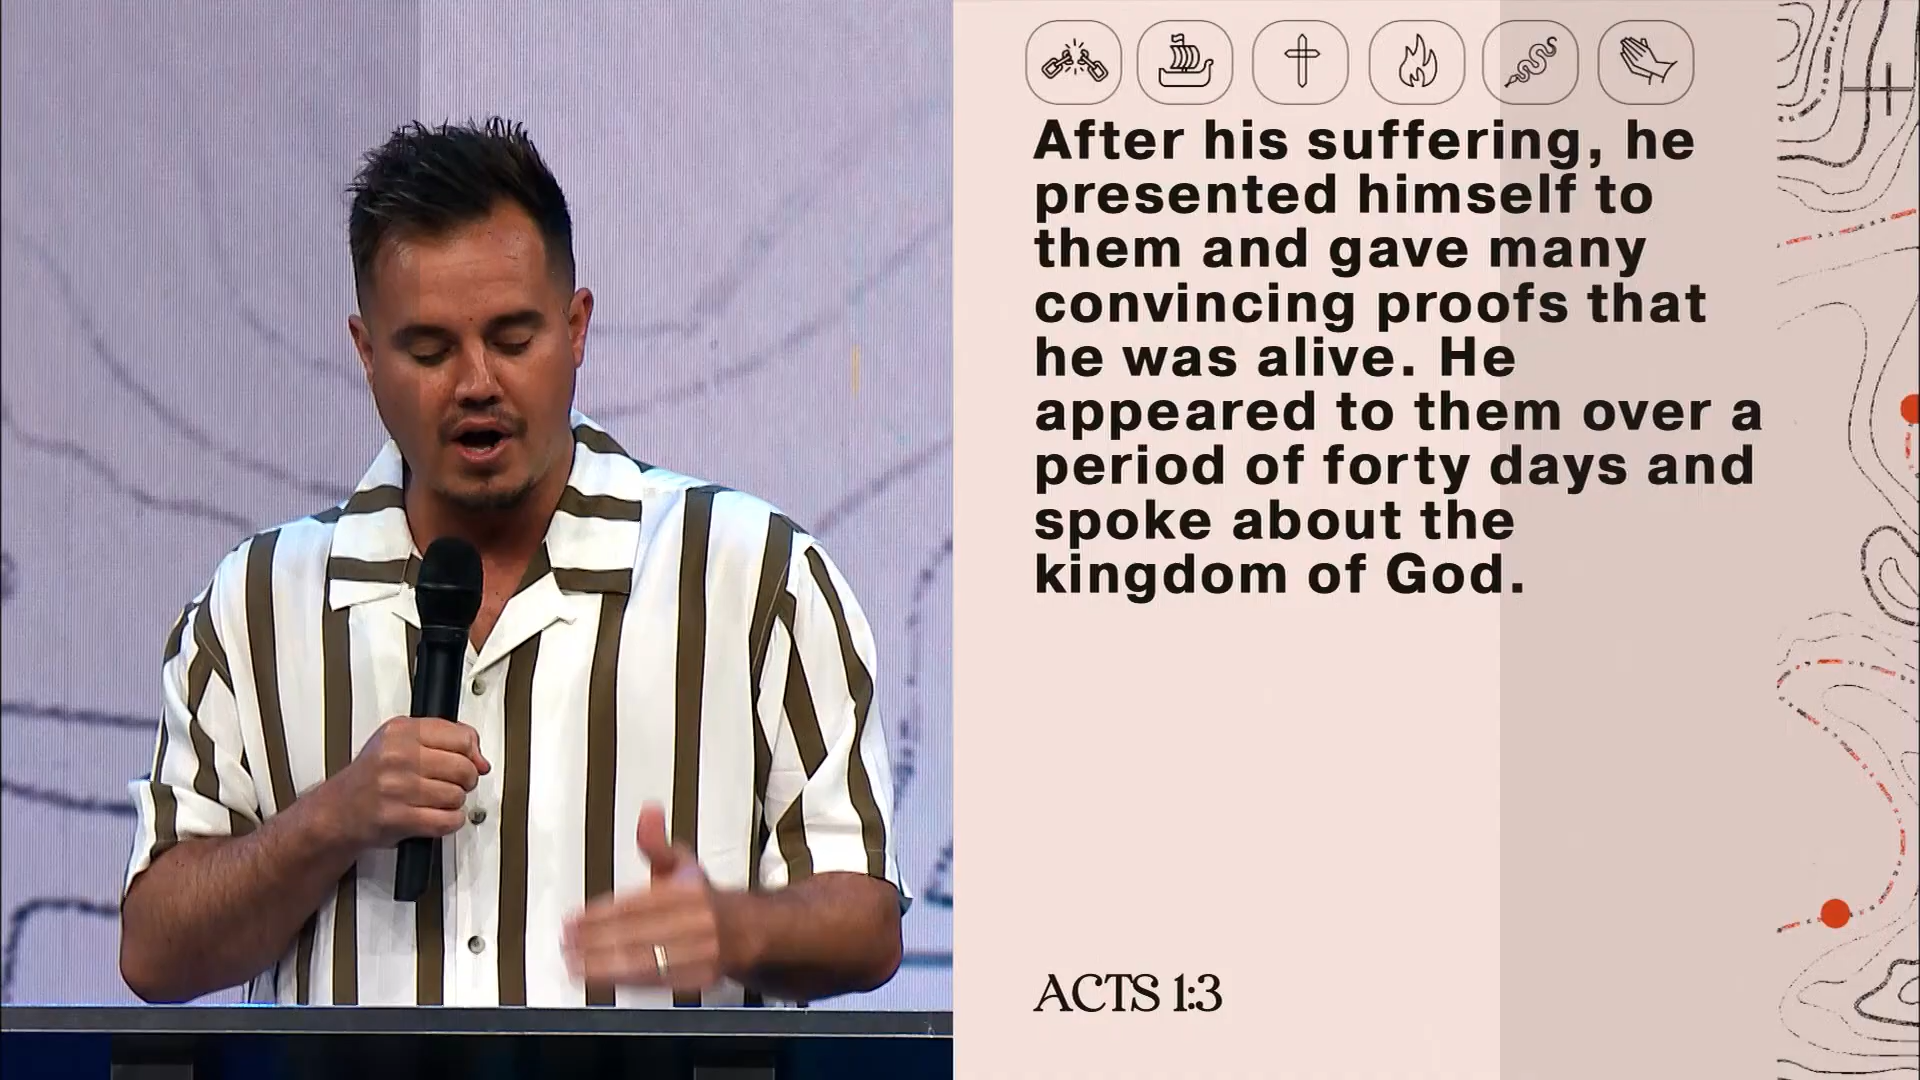 After his suffering, he
presented himself to
them and gave many
convincing proofs that
he was alive. He
appeared to them over a
period of forty days and
spoke about the
kingdom of God.
ACTS 1:3